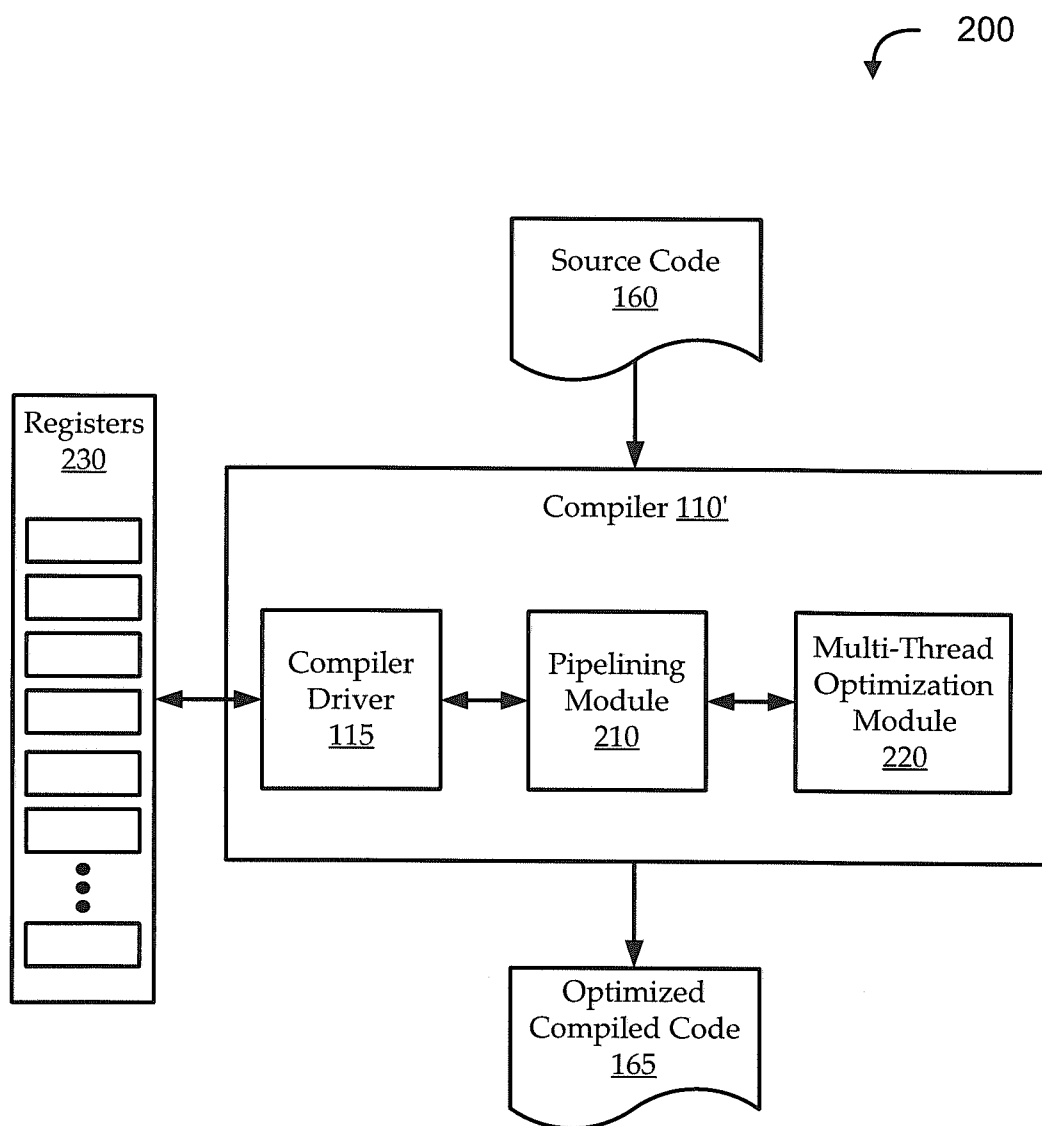 200
Source Code
160
Registers
230
Compiler 110'
Compiler
Driver
115
Pipelining
Module
210
Multi-Thread
Optimization
Module
220
Optimized
Compiled Code
165